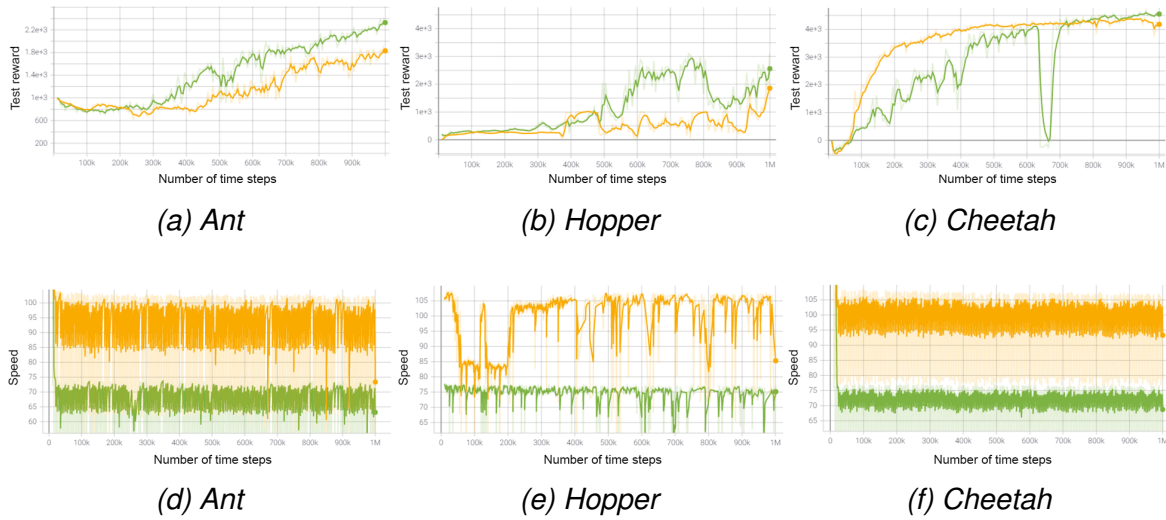 Test reward
2.2e+3
1.8e+3
1.4e+3
1e+3
600
200
100k 200k 300k 400k 500k 600k 700k 800k 900k
Number of time steps
(a) Ant
Test reward
4e+3
3e+3
2e+3
1e+3
0
100k 200k 300k 400k 500k 600k 700k 800k 900k 1M
Number of time steps
(b) Hopper
Test reward
4e+3
3e+3
2e+3
1e+3
0
100k 200k 300k 400k 500k 600k 700k 800k 900k 1M
Number of time steps
(c) Cheetah
Speed
100
95
90
85
80
75
70
65
60
0 100k 200k 300k 400k 500k 600k 700k 800k 900k 1M
Number of time steps
(d) Ant
Speed
105
100
95
90
85
80
75
70
65
0 100k 200k 300k 400k 500k 600k 700k 800k 900k 1M
Number of time steps
(e) Hopper
Speed
105
100
95
90
85
80
75
70
65
0 100k 200k 300k 400k 500k 600k 700k 800k 900k 1M
Number of time steps
(f) Cheetah